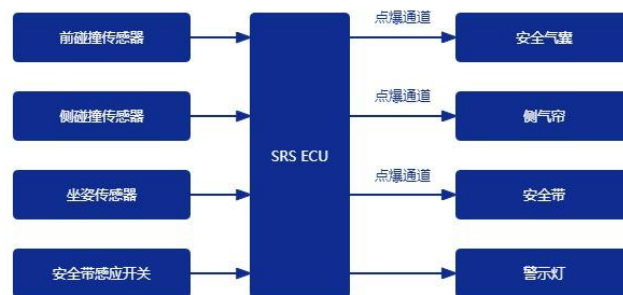 前碰撞传感器
点爆通道
安全气囊
侧碰撞传感器
点爆通道
侧气帘
SRS ECU
坐姿传感器
点爆通道
安全带
安全带感应开关
警示灯